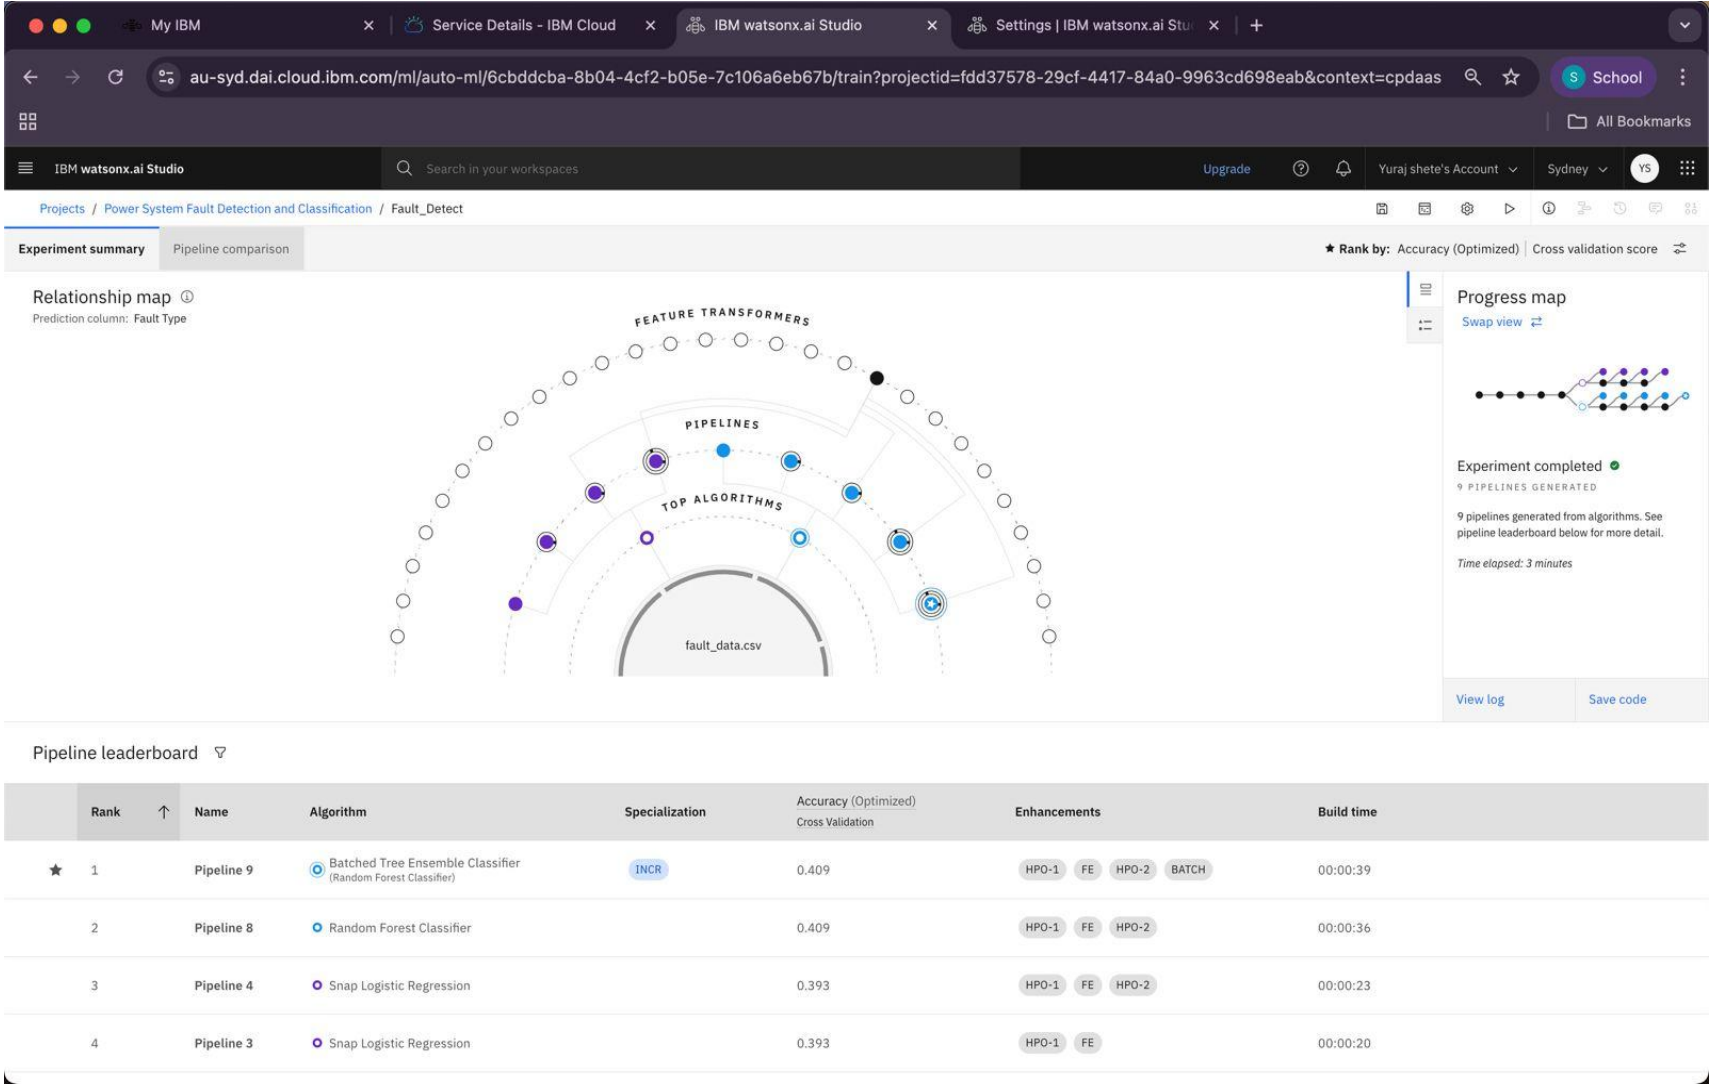 My IBM
Service Details - IBM Cloud
IBM watsonx.ai Studio
Settings | IBM watsonx.ai Stu
au-syd.dai.cloud.ibm.com/ml/auto-ml/6cbddcba-8b04-4cf2-b05e-7c106a6eb67b/train?projectid=fdd37578-29cf-4417-84a0-9963cd698eab&context=cpdaas
S School
All Bookmarks
IBM watsonx.ai Studio
Search in your workspaces
Upgrade
Yuraj shete's Account
Sydney
YS
Projects / Power System Fault Detection and Classification / Fault_Detect
Experiment summary
Pipeline comparison
Rank by: Accuracy (Optimized) | Cross validation score
Relationship map
Prediction column: Fault Type
FEATURE TRANSFORMERS
PIPELINES
TOP ALGORITHMS
fault_data.csv
Progress map
Swap view
Experiment completed
9 PIPELINES GENERATED
9 pipelines generated from algorithms. See
pipeline leaderboard below for more detail.
Time elapsed: 3 minutes
View log
Save code
Pipeline leaderboard
Rank Name Algorithm Specialization Accuracy (Optimized) Enhancements Build time
Cross Validation
1 Pipeline 9 Batched Tree Ensemble Classifier INCR 0.409 HPO-1 FE HPO-2 BATCH 00:00:39
(Random Forest Classifier)
2 Pipeline 8 Random Forest Classifier 0.409 HPO-1 FE HPO-2 00:00:36
3 Pipeline 4 Snap Logistic Regression 0.393 HPO-1 FE HPO-2 00:00:23
4 Pipeline 3 Snap Logistic Regression 0.393 HPO-1 FE 00:00:20